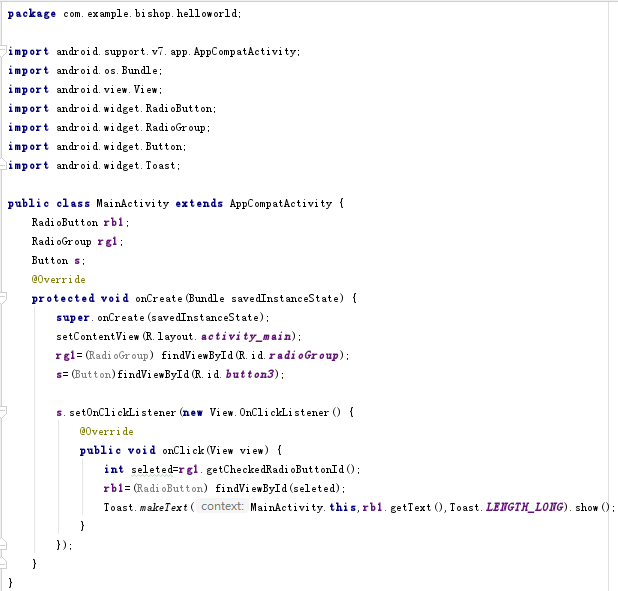 package com.example.bishop.helloworld;
import android.support.v7.app.AppCompatActivity;
import android.os.Bundle;
import android.view.View;
import android.widget.RadioButton;
import android.widget.RadioGroup;
import android.widget.Button;
import android.widget.Toast;
public class MainActivity extends AppCompatActivity {
RadioButton rb1;
RadioGroup rg1;
Button s;
@Override
protected void onCreate(Bundle savedInstanceState) {
super.onCreate(savedInstanceState);
setContentView(R.layout.activity_main);
rg1=(RadioGroup) findViewById(R.id.radioGroup);
s=(Button)findViewById(R.id.button3);
s.setOnClickListener(new View.OnClickListener() {
@Override
public void onClick(View view) {
int seleted=rg1.getCheckedRadioButtonId();
rb1=(RadioButton) findViewById(seleted);
Toast.makeText( context: MainActivity.this,rb1.getText(),Toast.LENGTH_LONG).show();
}
});
}
}